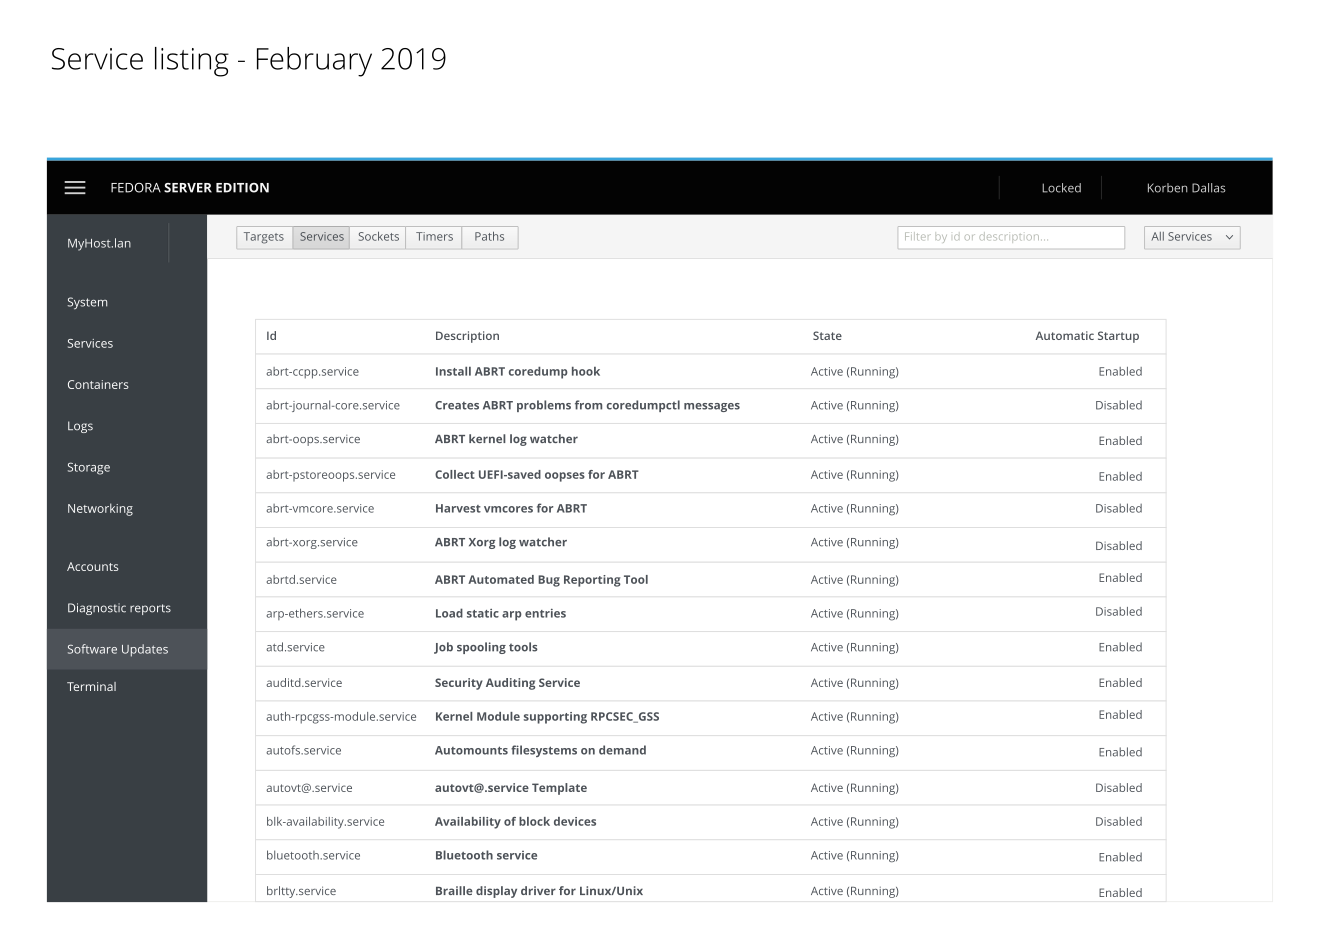 Service listing - February 2019
FEDORA SERVER EDITION
Locked
Korben Dallas
MyHost.lan
Targets Services Sockets Timers Paths
Filter by id or description...
All Services
System
Services
Containers
Logs
Storage
Networking
Accounts
Diagnostic reports
Software Updates
Terminal
Id Description State Automatic Startup
abrt-ccpp.service Install ABRT coredump hook Active (Running) Enabled
abrt-journal-core.service Creates ABRT problems from coredumpctl messages Active (Running) Disabled
abrt-oops.service ABRT kernel log watcher Active (Running) Enabled
abrt-pstoreoops.service Collect UEFI-saved oopses for ABRT Active (Running) Enabled
abrt-vmcore.service Harvest vmcores for ABRT Active (Running) Disabled
abrt-xorg.service ABRT Xorg log watcher Active (Running) Disabled
abrtd.service ABRT Automated Bug Reporting Tool Active (Running) Enabled
arp-ethers.service Load static arp entries Active (Running) Disabled
atd.service Job spooling tools Active (Running) Enabled
auditd.service Security Auditing Service Active (Running) Enabled
auth-rpcgss-module.service Kernel Module supporting RPCSEC_GSS Active (Running) Enabled
autofs.service Automounts filesystems on demand Active (Running) Enabled
autovt@.service autovt@.service Template Active (Running) Disabled
blk-availability.service Availability of block devices Active (Running) Disabled
bluetooth.service Bluetooth service Active (Running) Enabled
brltty.service Braille display driver for Linux/Unix Active (Running) Enabled